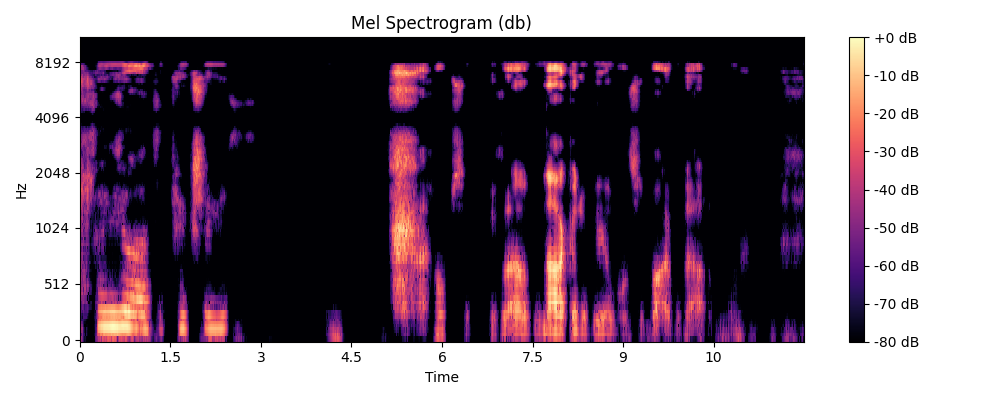 Mel Spectrogram (db)
Hz
8192
4096
2048
1024
512
0
0 1.5 3 4.5 6 7.5 9 10
Time
+0 dB
-10 dB
-20 dB
-30 dB
-40 dB
-50 dB
-60 dB
-70 dB
-80 dB